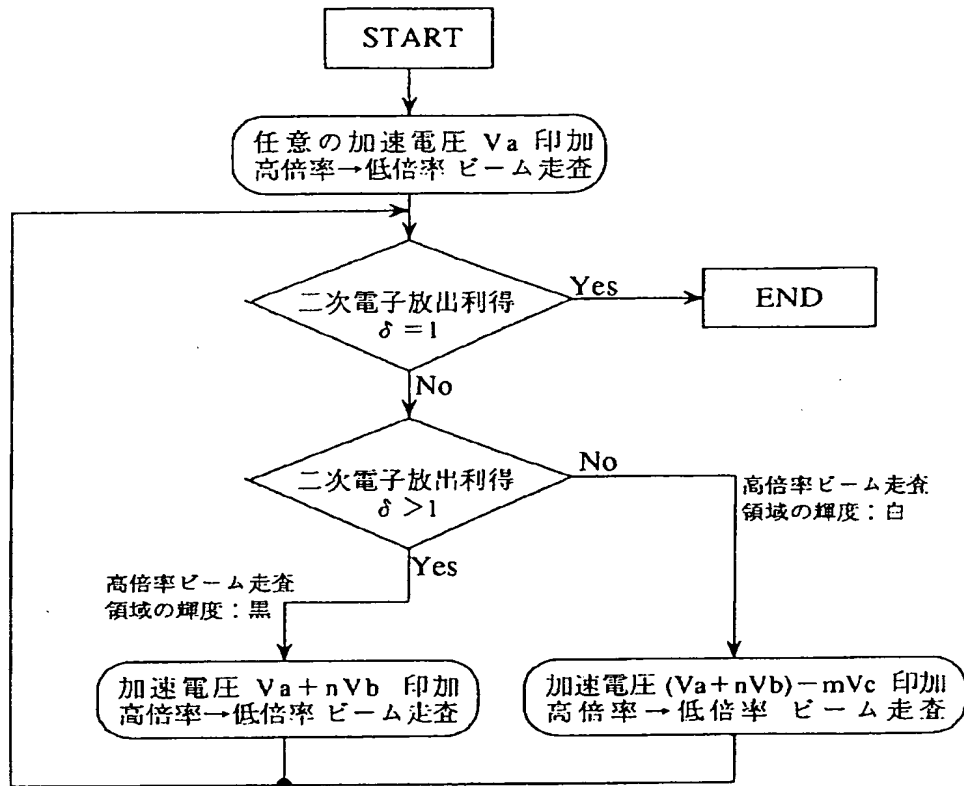 START
任意の加速電圧 Va 印加
高倍率→低倍率 ビーム走査
二次電子放出利得
δ=1
Yes
END
No
二次電子放出利得
δ>1
No
高倍率ビーム走査
領域の輝度：白
Yes
高倍率ビーム走査
領域の輝度：黒
加速電圧 Va+nVb 印加
高倍率→低倍率 ビーム走査
加速電圧 (Va+nVb)-mVc 印加
高倍率→低倍率 ビーム走査